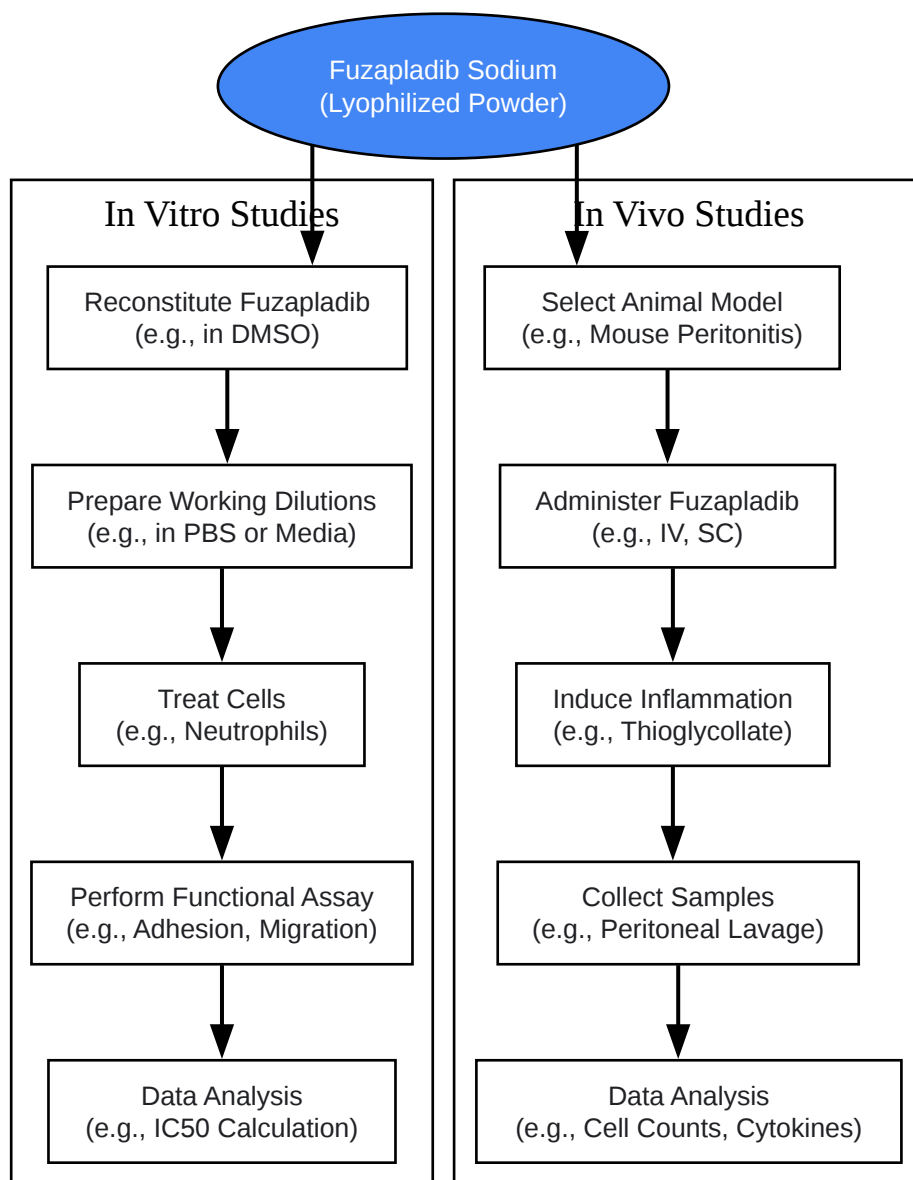 Fuzapladib Sodium
(Lyophilized Powder)
In Vitro Studies
Reconstitute Fuzapladib
(e.g., in DMSO)
Prepare Working Dilutions
(e.g., in PBS or Media)
Treat Cells
(e.g., Neutrophils)
Perform Functional Assay
(e.g., Adhesion, Migration)
Data Analysis
(e.g., IC50 Calculation)
In Vivo Studies
Select Animal Model
(e.g., Mouse Peritonitis)
Administer Fuzapladib
(e.g., IV, SC)
Induce Inflammation
(e.g., Thioglycollate)
Collect Samples
(e.g., Peritoneal Lavage)
Data Analysis
(e.g., Cell Counts, Cytokines)